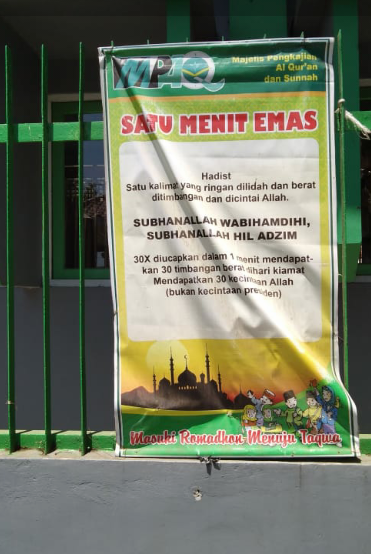 MPAQ
Majelis Pengkajian
Al Qur'an
dan Sunnah
SATU MENIT EMAS
Hadist
Satu kalimat yang ringan dilidah dan berat
ditimbangan dan dicintai Allah.
SUBHANALLAH WABIHAMDIHI,
SUBHANALLAH HIL ADZIM
30X diucapkan dalam 1 menit mendapat-
kan 30 timbangan berat dihari kiamat
Mendapatkan 30 kecintaan Allah
(bukan kecintaan presiden)
Masuki Romadhon Menuju Taqwa